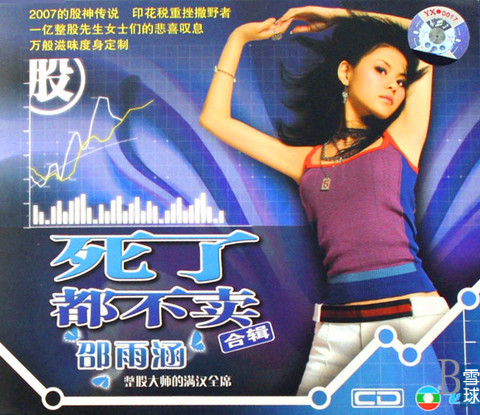 2007的股神传说 印花税重挫撒野者
一亿整股先生女士们的悲喜叹息
万般滋味度身定制
YX●0017
股
死了
都不卖
合辑
邵雨涵
整股大师的满汉全席
CD
雪球